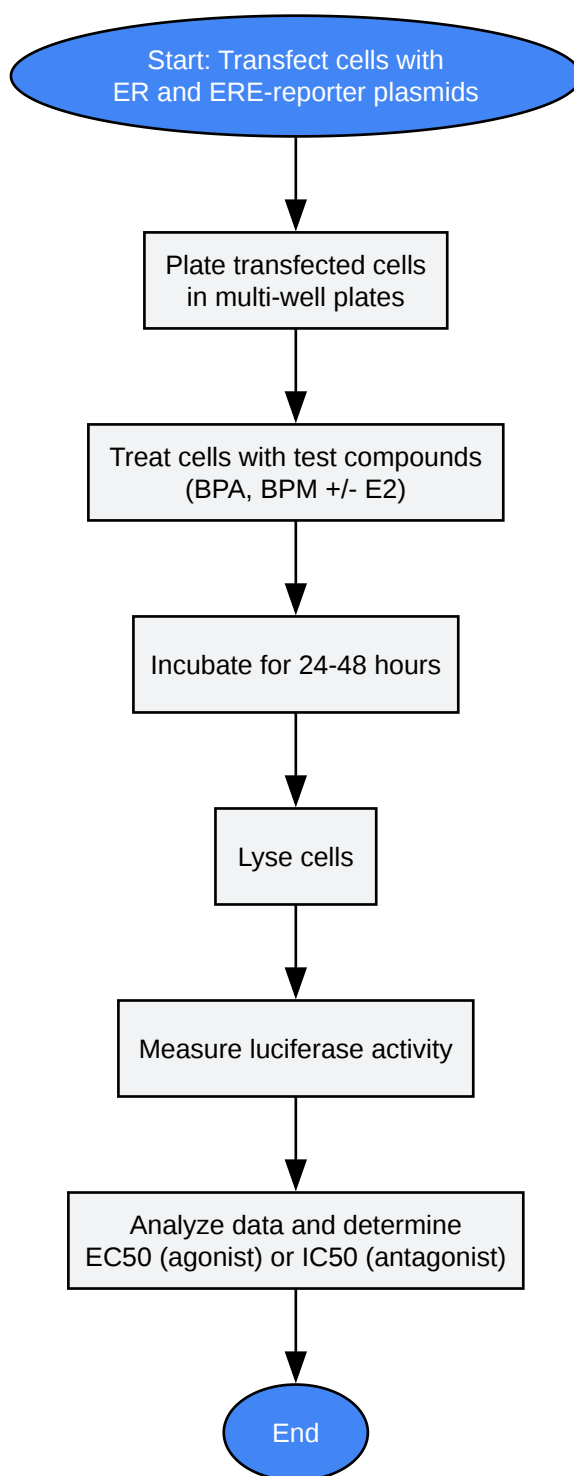 Start: Transfect cells with
ER and ERE-reporter plasmids
Plate transfected cells
in multi-well plates
Treat cells with test compounds
(BPA, BPM +/- E2)
Incubate for 24-48 hours
Lyse cells
Measure luciferase activity
Analyze data and determine
EC50 (agonist) or IC50 (antagonist)
End